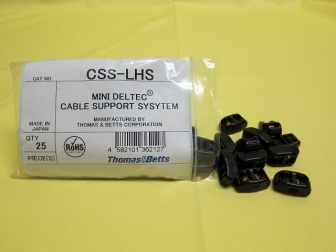 CAT NO
CSS-LHS
MINI DELTEC©
CABLE SUPPORT SYSYTEM
MANUFACTURED BY
THOMAS & BETTS CORPORATION
MADE IN
JAPAN
QTY
25
PIECE(S)
RoHS
4 582101 362127
Thomas&Betts